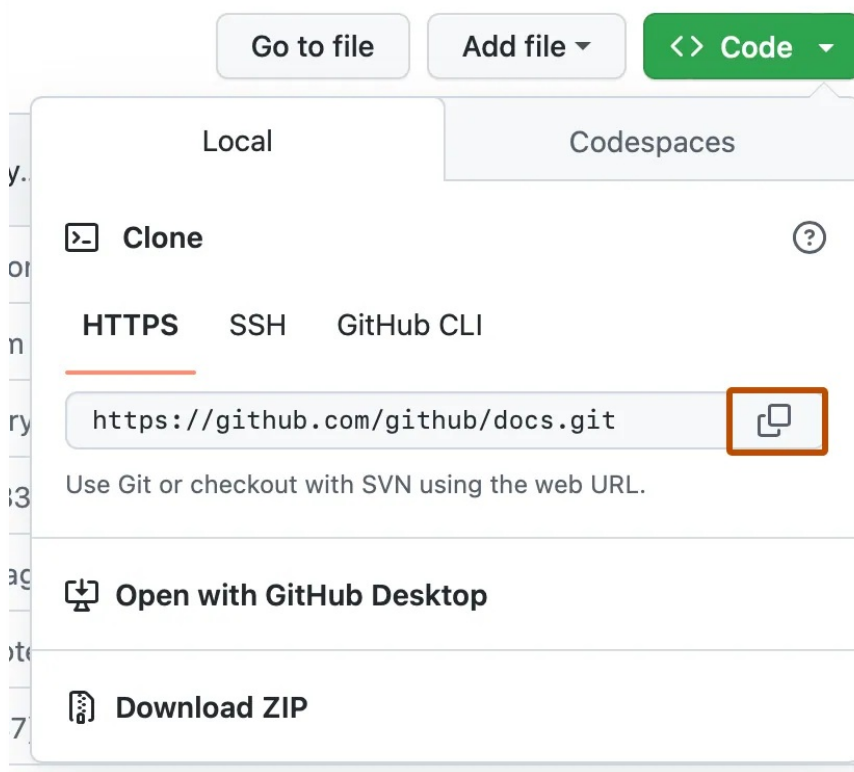 Go to file Add file <> Code
Local Codespaces
Clone
HTTPS SSH GitHub CLI
https://github.com/github/docs.git
Use Git or checkout with SVN using the web URL.
Open with GitHub Desktop
Download ZIP